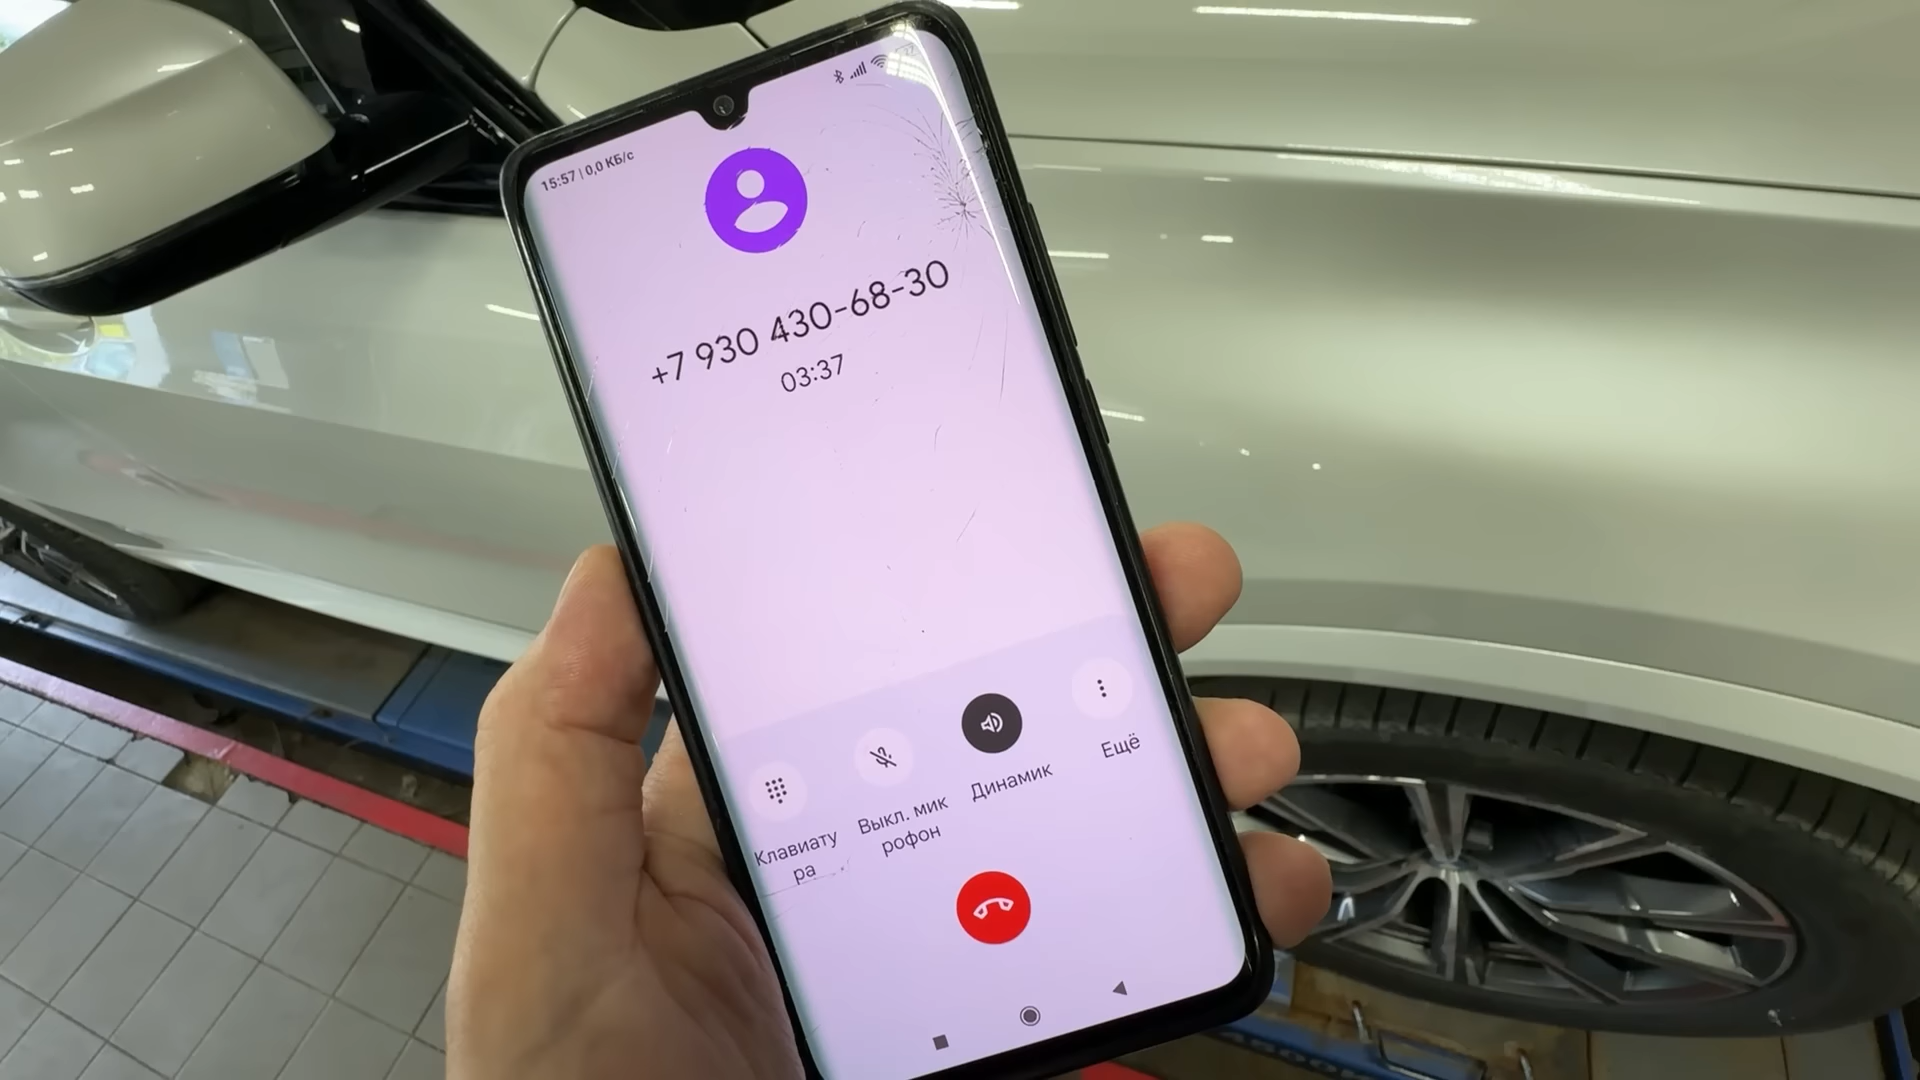 15:57 | 0,0 КБ/с
+7 930 430-68-30
03:37
Клавиату
ра
Выкл. мик
рофон
Динамик
Ещё